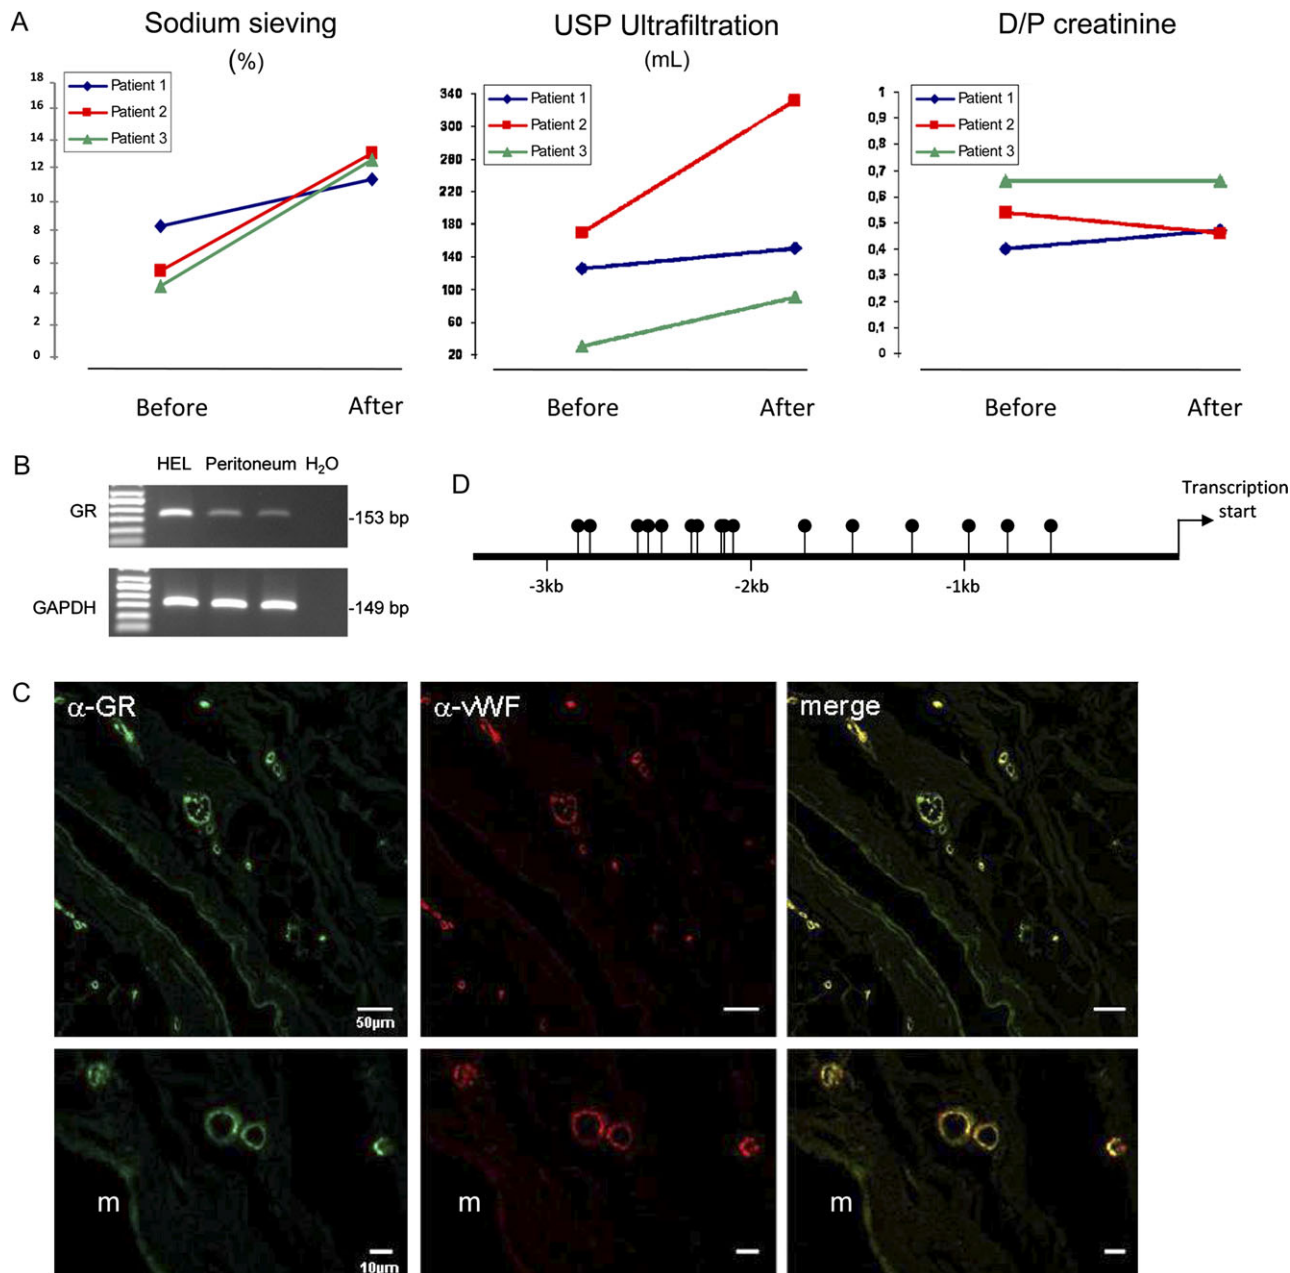 A
Sodium sieving
(%)
18
16
14
12
10
8
6
4
2
0
Patient 1
Patient 2
Patient 3
Before
After
USP Ultrafiltration
(mL)
340
300
260
220
180
140
100
60
20
Patient 1
Patient 2
Patient 3
Before
After
D/P creatinine
1
0,9
0,8
0,7
0,6
0,5
0,4
0,3
0,2
0,1
0
Patient 1
Patient 2
Patient 3
Before
After
B
HEL Peritoneum H₂O
GR
-153 bp
GAPDH
-149 bp
D
Transcription
start
-3kb
-2kb
-1kb
C
α-GR
α-vWF
merge
50µm
m
m
m
10µm